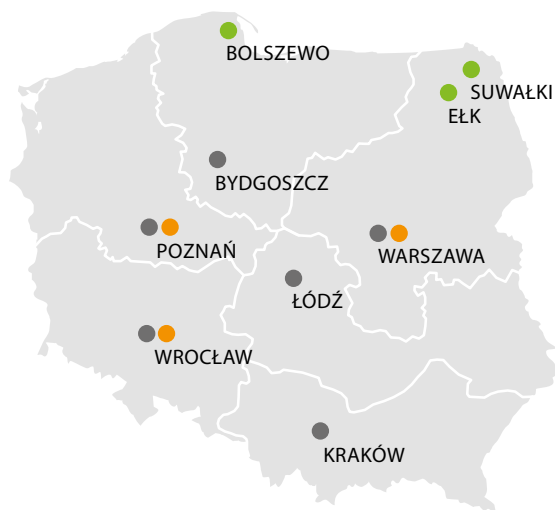 BOLSZEWO
SUWAŁKI
EŁK
BYDGOSZCZ
POZNAŃ
WARSZAWA
ŁÓDŹ
WROCŁAW
KRAKÓW